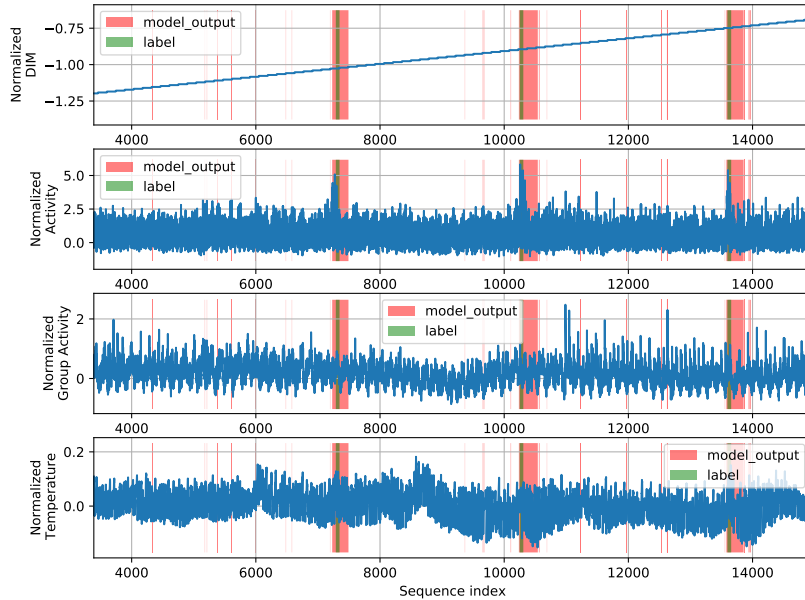 Normalized
DIM
−0.75
−1.00
−1.25
model_output
label
4000 6000 8000 10000 12000 14000
Normalized
Activity
5.0
2.5
0.0
model_output
label
4000 6000 8000 10000 12000 14000
Normalized
Group Activity
2
0
model_output
label
4000 6000 8000 10000 12000 14000
Normalized
Temperature
0.2
0.0
model_output
label
4000 6000 8000 10000 12000 14000
Sequence index